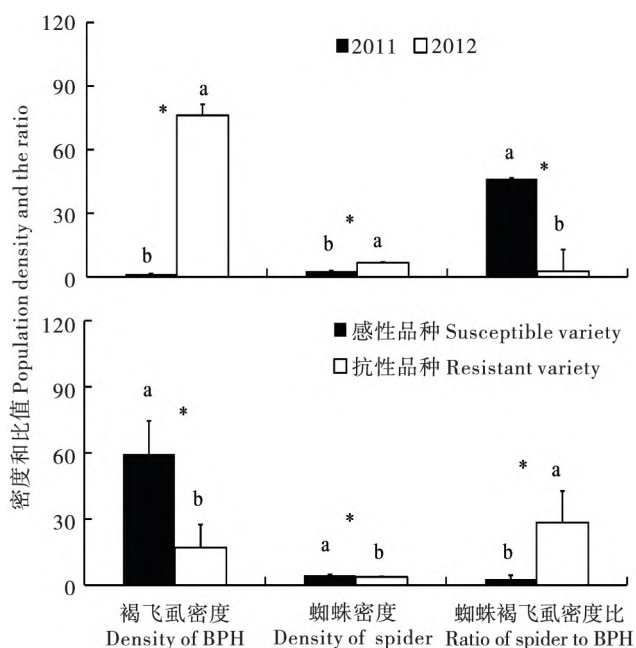 密度和比值 Population density and the ratio
120
90
60
30
0
2011 2012
* a
b
*
b a
a *
b
120
90
60
30
0
感性品种 Susceptible variety
抗性品种 Resistant variety
a *
b
*
a b
* a
b
褐飞虱密度 蜘蛛密度 蜘蛛褐飞虱密度比
Density of BPH Density of spider Ratio of spider to BPH